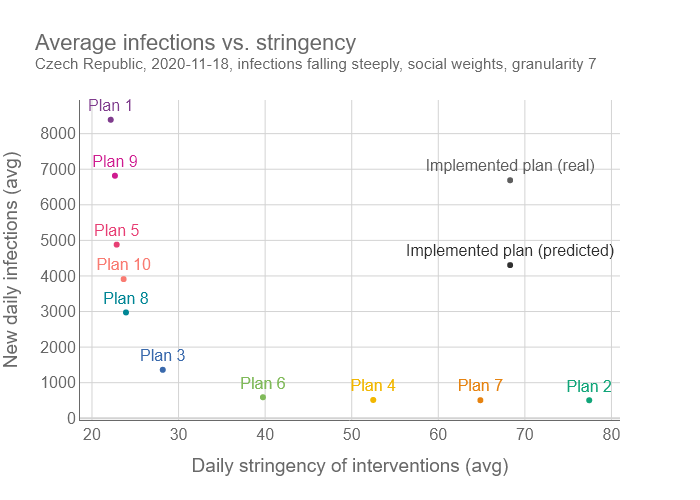 Average infections vs. stringency
Czech Republic, 2020-11-18, infections falling steeply, social weights, granularity 7
New daily infections (avg)
8000
7000
6000
5000
4000
3000
2000
1000
0
Plan 1
Plan 9
Implemented plan (real)
Plan 5
Implemented plan (predicted)
Plan 10
Plan 8
Plan 3
Plan 6
Plan 4
Plan 7
Plan 2
20 30 40 50 60 70 80
Daily stringency of interventions (avg)